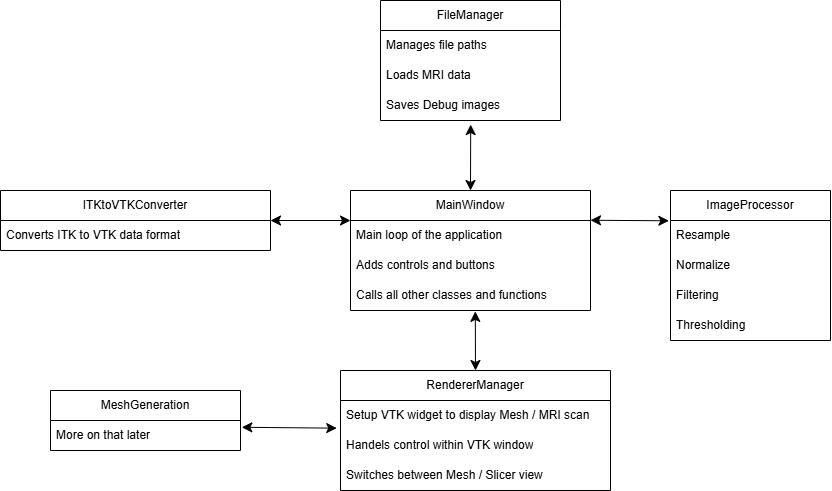 FileManager
Manages file paths
Loads MRI data
Saves Debug images
ITKtoVTKConverter
Converts ITK to VTK data format
MainWindow
Main loop of the application
Adds controls and buttons
Calls all other classes and functions
ImageProcessor
Resample
Normalize
Filtering
Thresholding
MeshGeneration
More on that later
RendererManager
Setup VTK widget to display Mesh / MRI scan
Handels control within VTK window
Switches between Mesh / Slicer view